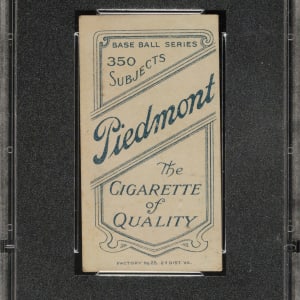 BASE BALL SERIES
350
SUBJECTS
Piedmont
The
CIGARETTE
of
QUALITY
FACTORY No 25. 2nd DIST. VA.